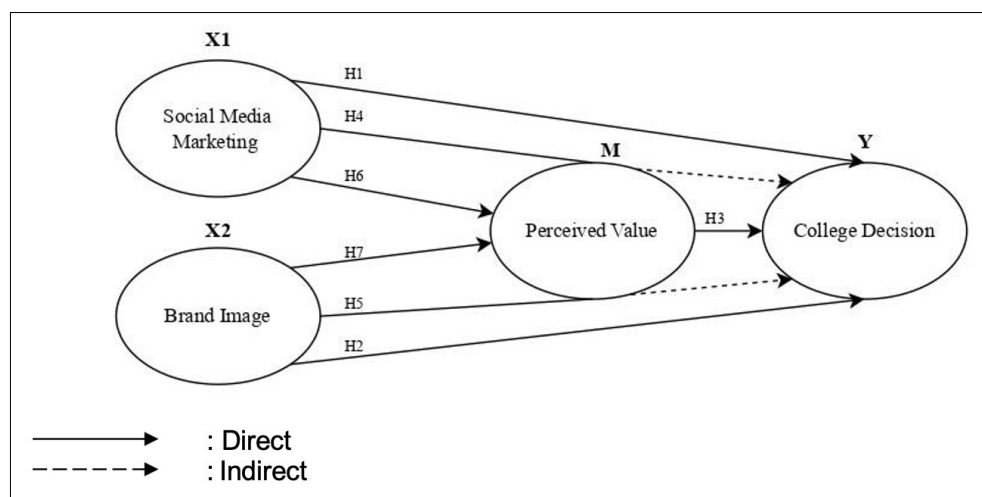 X1
Social Media
Marketing
H1
H4
H6
M
Y
Perceived Value
H3
College Decision
X2
Brand Image
H7
H5
H2
: Direct
: Indirect